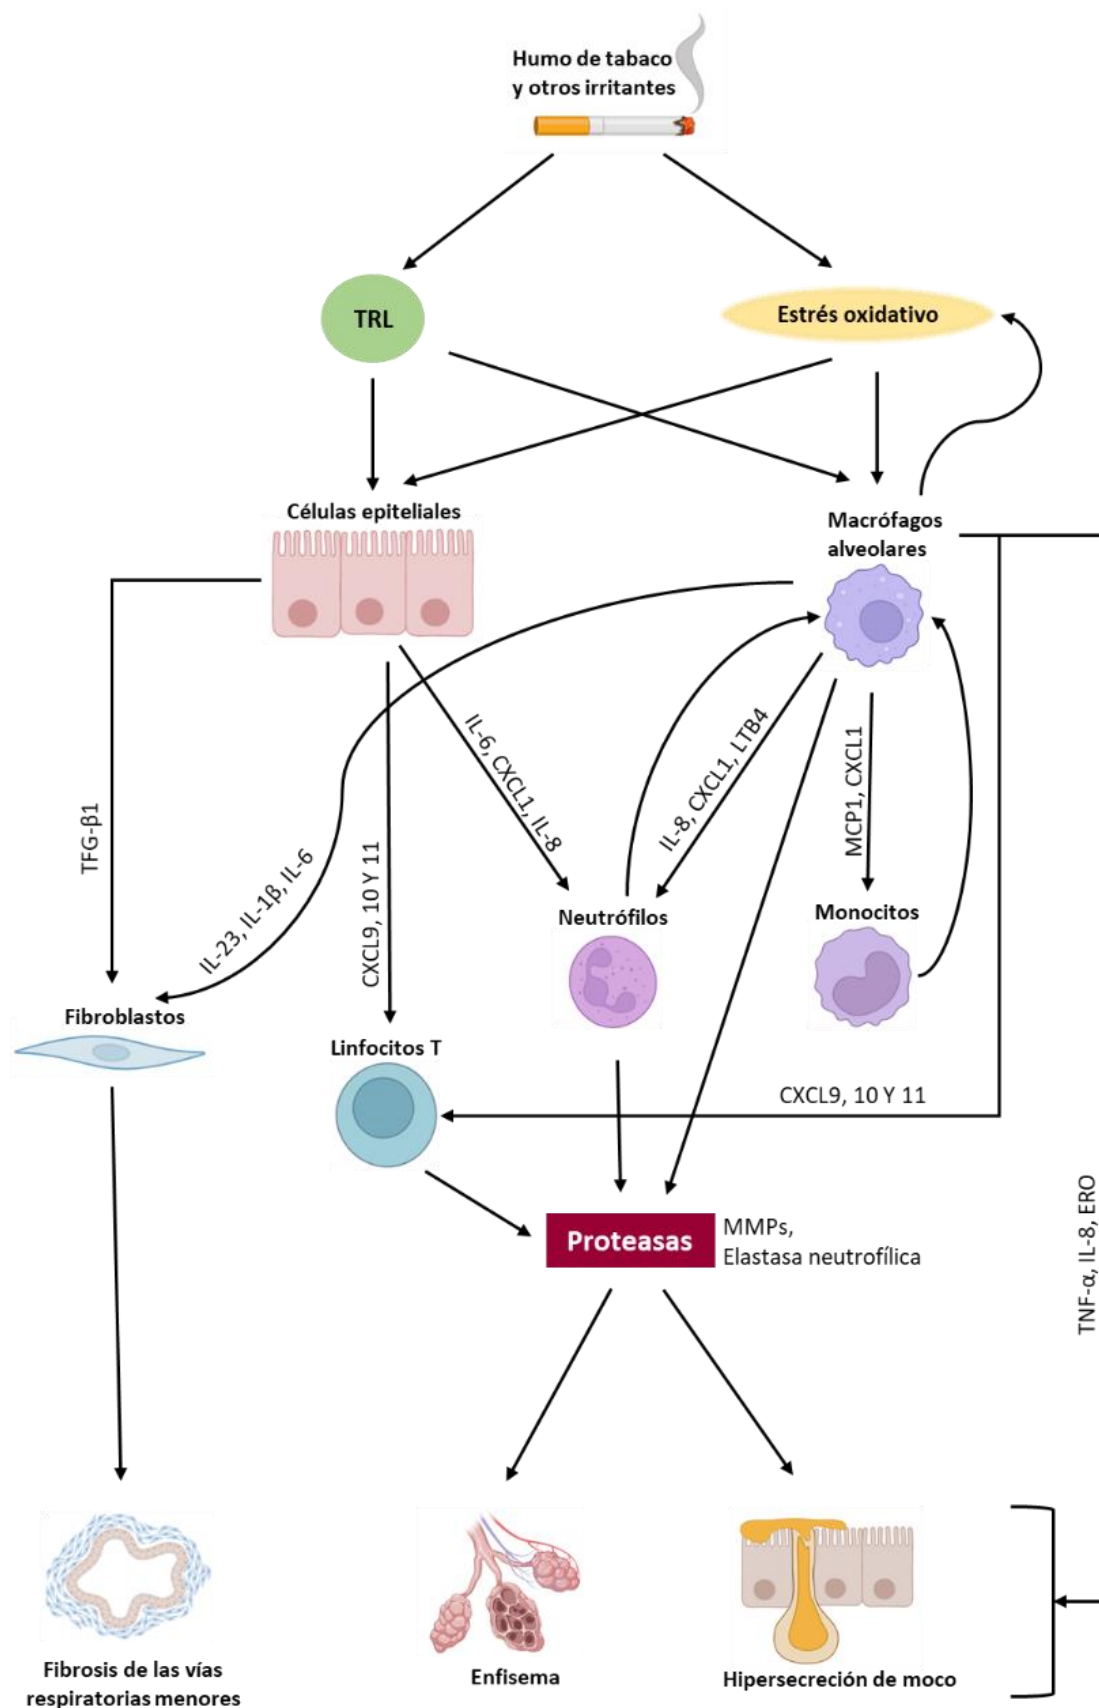 Humo de tabaco
y otros irritantes
TRL
Estrés oxidativo
Células epiteliales
Macrófagos
alveolares
TFG-β1
IL-23, IL-1β, IL-6
CXCL9, 10 Y 11
IL-6, CXCL1, IL-8
IL-8, CXCL1, LTB4
MCP1, CXCL1
Neutrófilos
Monocitos
Fibroblastos
Linfocitos T
CXCL9, 10 Y 11
TNF-α, IL-8, ERO
Proteasas
MMPs,
Elastasa neutrofílica
Fibrosis de las vías
respiratorias menores
Enfisema
Hipersecreción de moco